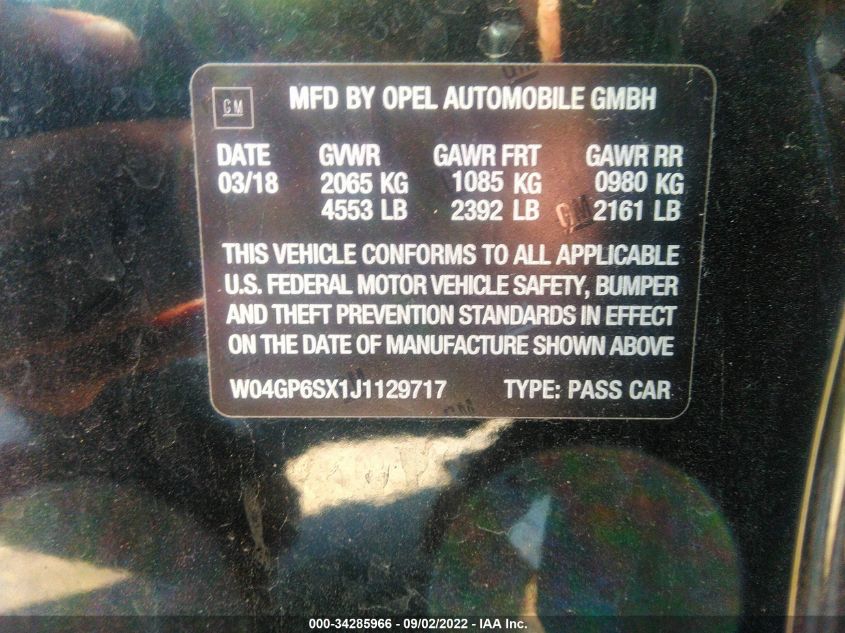 GM MFD BY OPEL AUTOMOBILE GMBH
DATE GVWR GAWR FRT GAWR RR
03/18 2065 KG 1085 KG 0980 KG
4553 LB 2392 LB 2161 LB
THIS VEHICLE CONFORMS TO ALL APPLICABLE
U.S. FEDERAL MOTOR VEHICLE SAFETY, BUMPER
AND THEFT PREVENTION STANDARDS IN EFFECT
ON THE DATE OF MANUFACTURE SHOWN ABOVE
W04GP6SX1J1129717 TYPE: PASS CAR
000-34285966 - 09/02/2022 - IAA Inc.